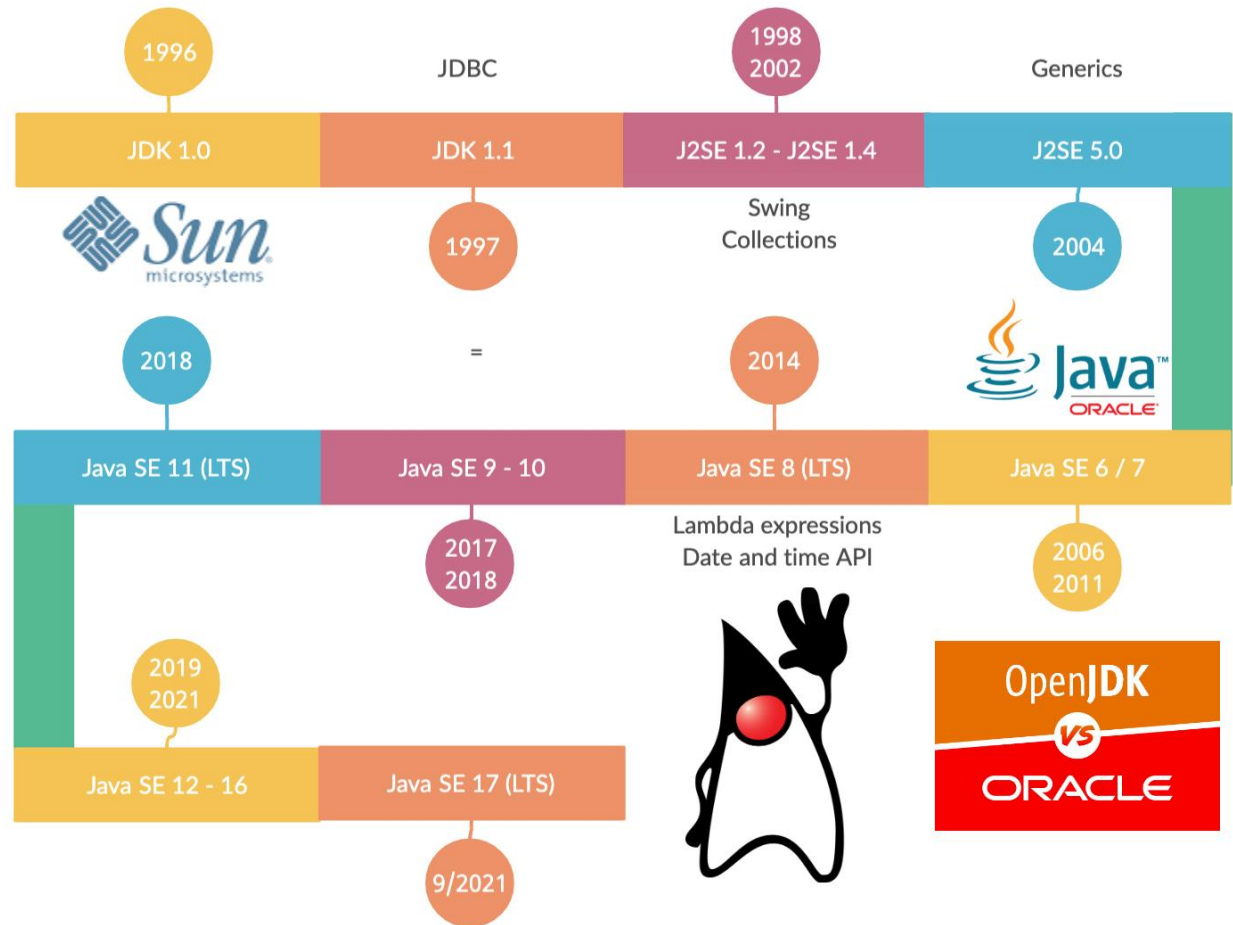 1996
JDBC
1998
2002
Generics
JDK 1.0
JDK 1.1
J2SE 1.2 - J2SE 1.4
J2SE 5.0
Sun
microsystems
1997
Swing
Collections
2004
2018
=
2014
Java™
ORACLE
Java SE 11 (LTS)
Java SE 9 - 10
Java SE 8 (LTS)
Java SE 6 / 7
2017
2018
Lambda expressions
Date and time API
2006
2011
2019
2021
OpenJDK
VS
ORACLE
Java SE 12 - 16
Java SE 17 (LTS)
9/2021